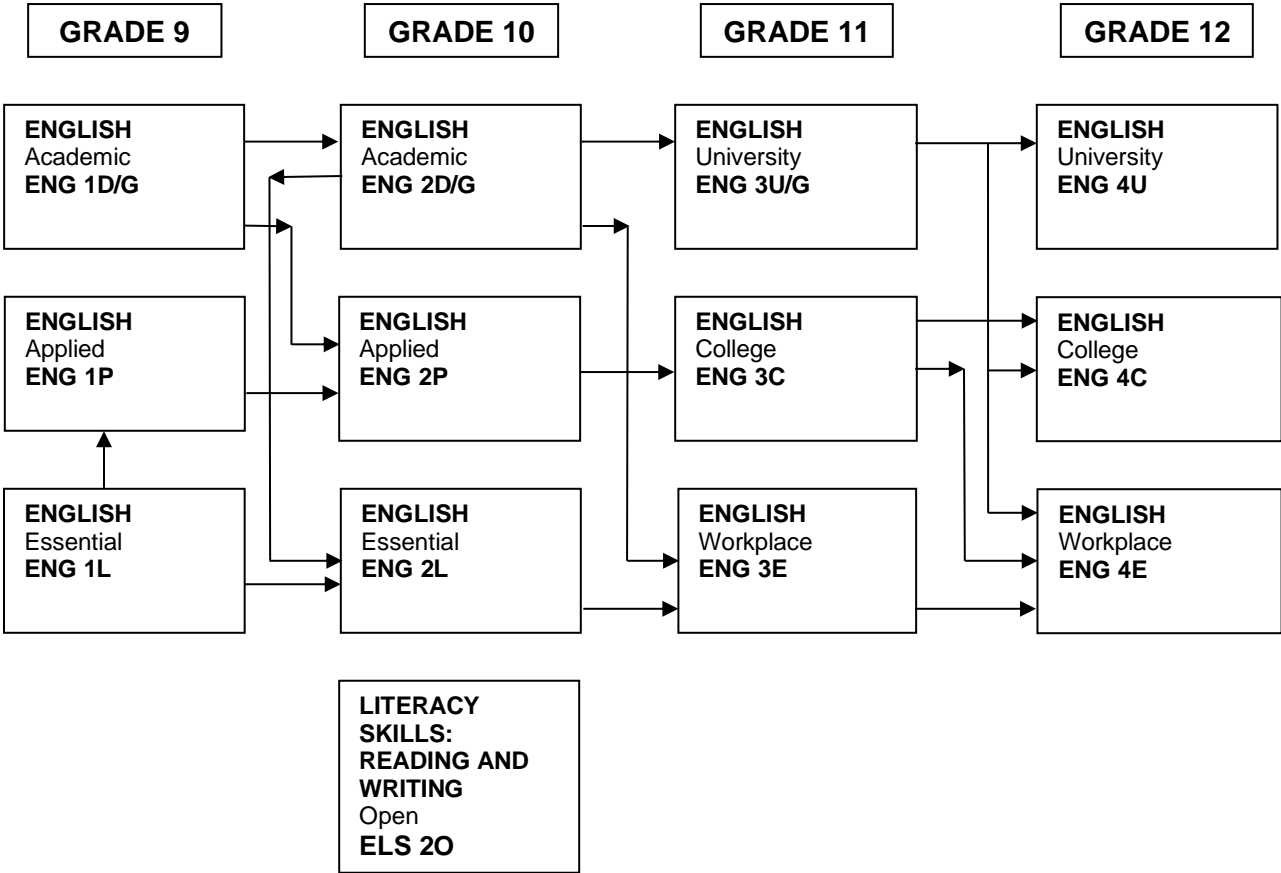 GRADE 9
GRADE 10
GRADE 11
GRADE 12
ENGLISH
Academic
ENG 1D/G
ENGLISH
Academic
ENG 2D/G
ENGLISH
University
ENG 3U/G
ENGLISH
University
ENG 4U
ENGLISH
Applied
ENG 1P
ENGLISH
Applied
ENG 2P
ENGLISH
College
ENG 3C
ENGLISH
College
ENG 4C
ENGLISH
Essential
ENG 1L
ENGLISH
Essential
ENG 2L
ENGLISH
Workplace
ENG 3E
ENGLISH
Workplace
ENG 4E
LITERACY
SKILLS:
READING AND
WRITING
Open
ELS 2O